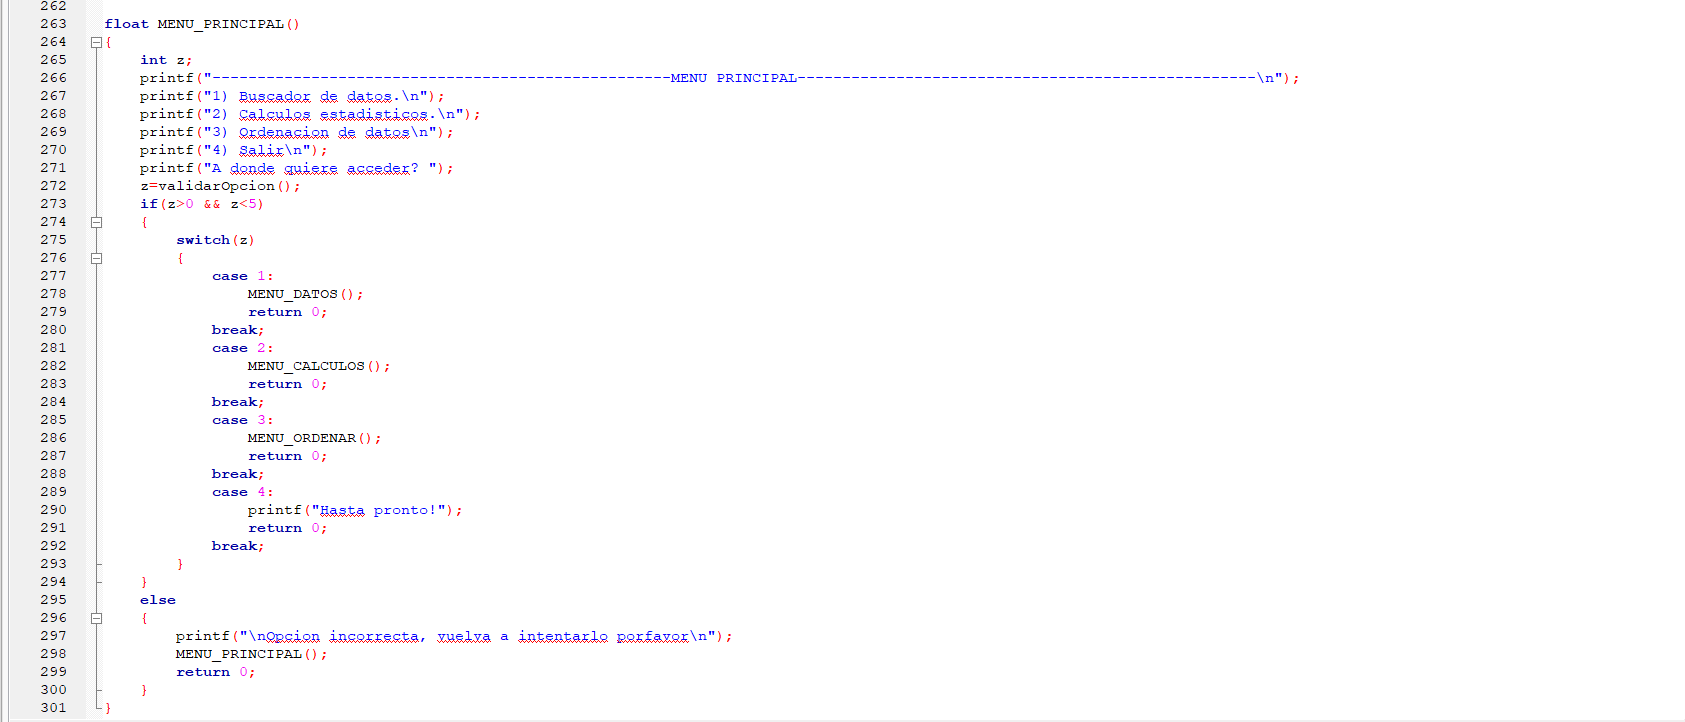 262
263 float MENU_PRINCIPAL()
264 {
265 int z;
266 printf("---------------------------------------------------MENU PRINCIPAL---------------------------------------------------\n");
267 printf("1) Buscador de datos.\n");
268 printf("2) Calculos estadisticos.\n");
269 printf("3) Ordenacion de datos\n");
270 printf("4) Salir\n");
271 printf("A donde quiere acceder? ");
272 z=validarOpcion();
273 if(z>0 && z<5)
274 {
275 switch(z)
276 {
277 case 1:
278 MENU_DATOS();
279 return 0;
280 break;
281 case 2:
282 MENU_CALCULOS();
283 return 0;
284 break;
285 case 3:
286 MENU_ORDENAR();
287 return 0;
288 break;
289 case 4:
290 printf("Hasta pronto!");
291 return 0;
292 break;
293 }
294 }
295 else
296 {
297 printf("\nOpcion incorrecta, vuelva a intentarlo porfavor\n");
298 MENU_PRINCIPAL();
299 return 0;
300 }
301 }